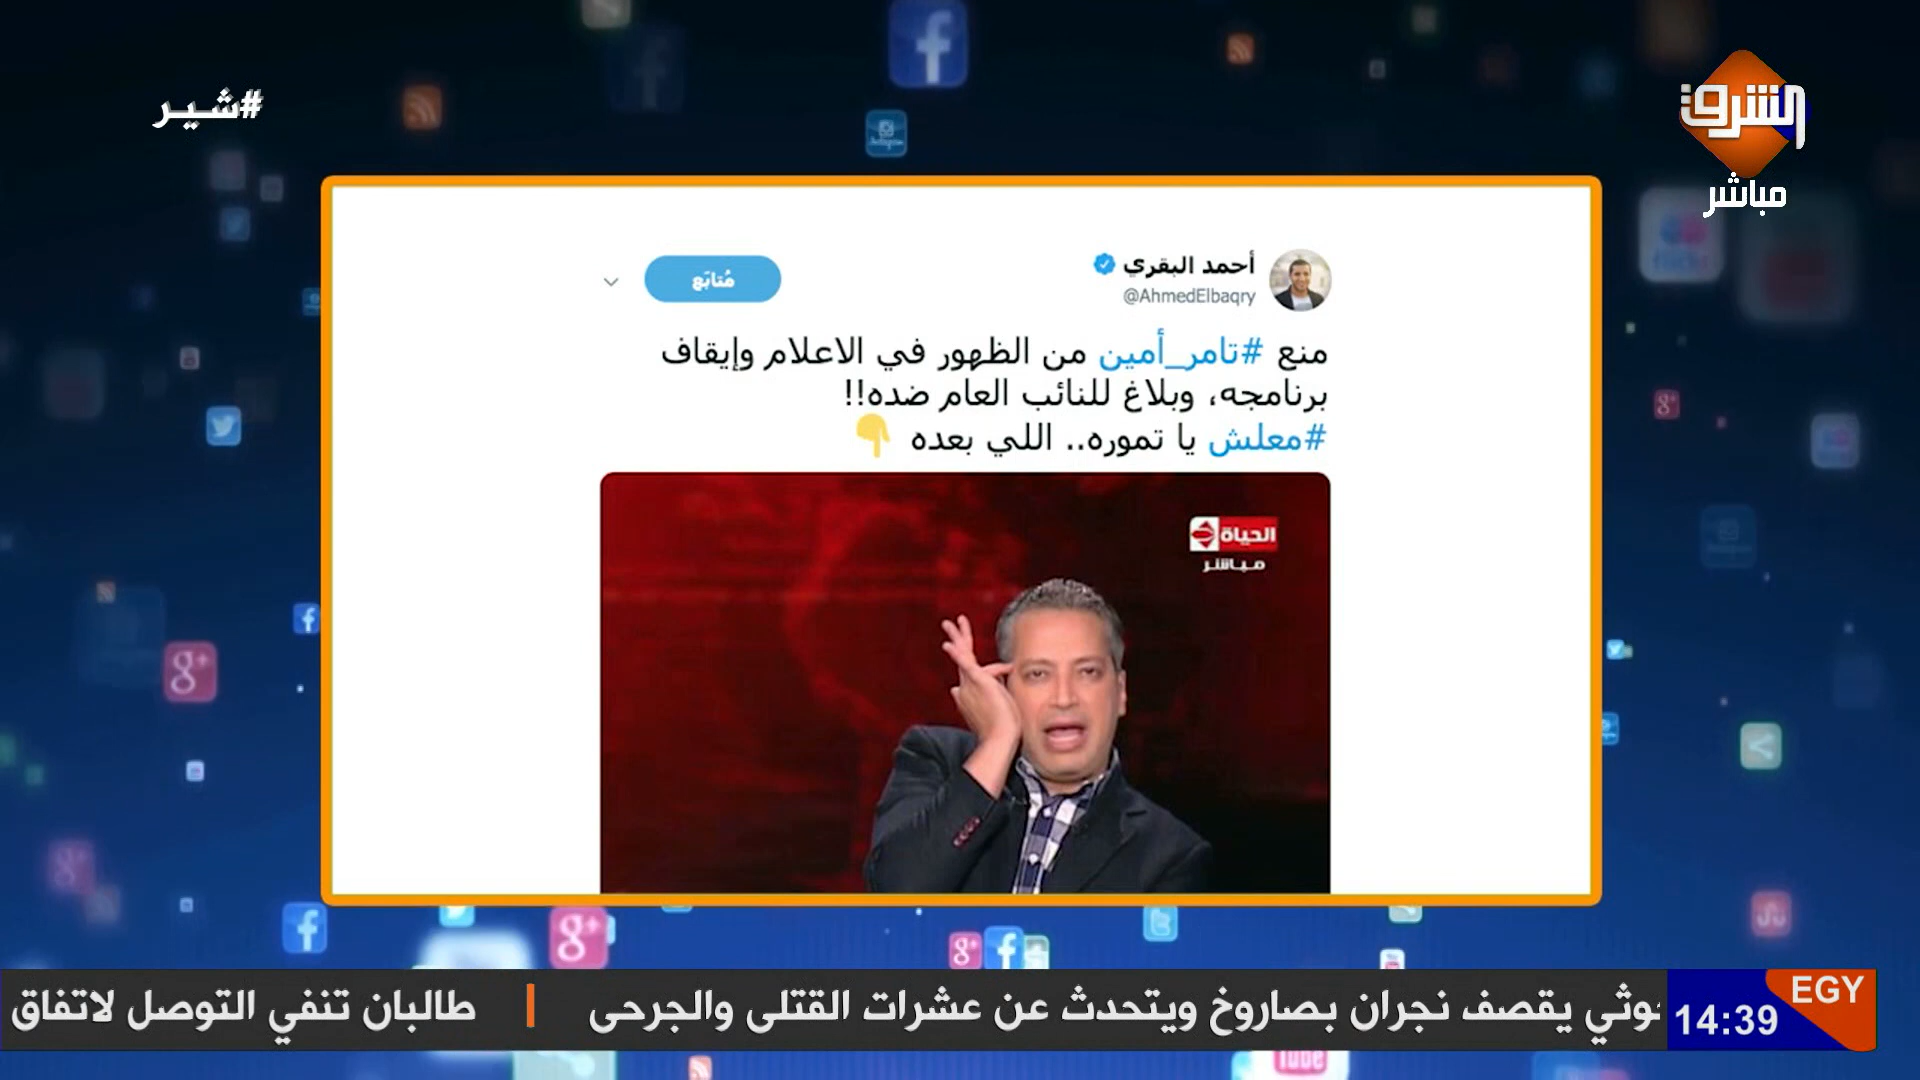 #شير
الشرق
مباشر
أحمد البقري
@AhmedElbaqry
مُتابَع
منع #تامر_أمين من الظهور في الاعلام وإيقاف
برنامجه، وبلاغ للنائب العام ضده!!
#معلش يا تموره.. اللي بعده
الحياة
مباشر
EGY
14:39
وثي يقصف نجران بصاروخ ويتحدث عن عشرات القتلى والجرحى | طالبان تنفي التوصل لاتفاق